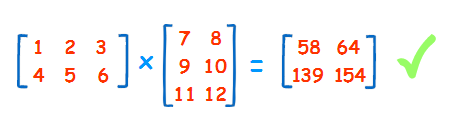 [1 2 3
4 5 6] × [7 8
9 10
11 12] = [58 64
139 154] ✓